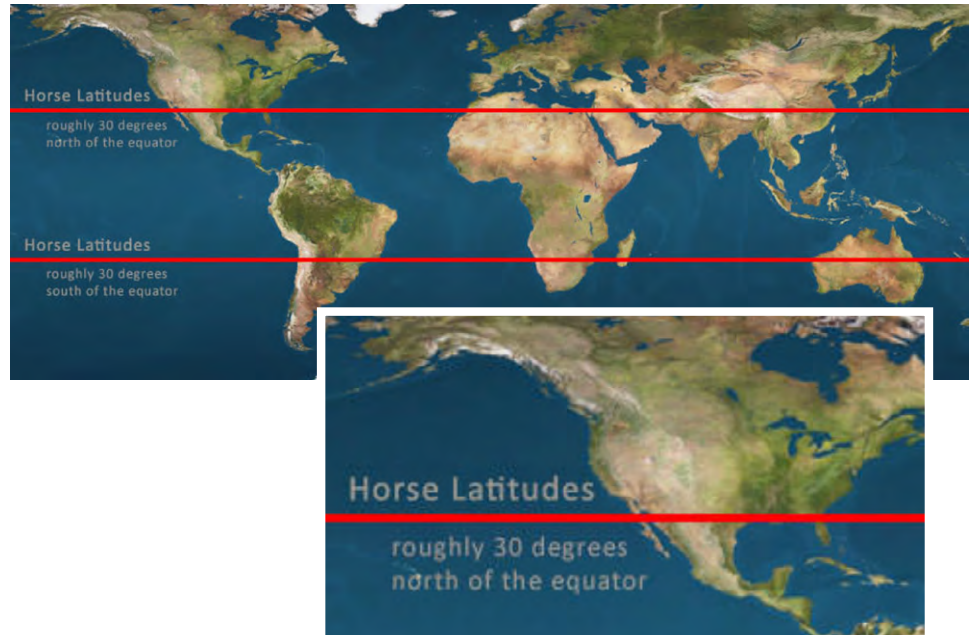 Horse Latitudes
roughly 30 degrees
north of the equator
Horse Latitudes
roughly 30 degrees
south of the equator
Horse Latitudes
roughly 30 degrees
north of the equator